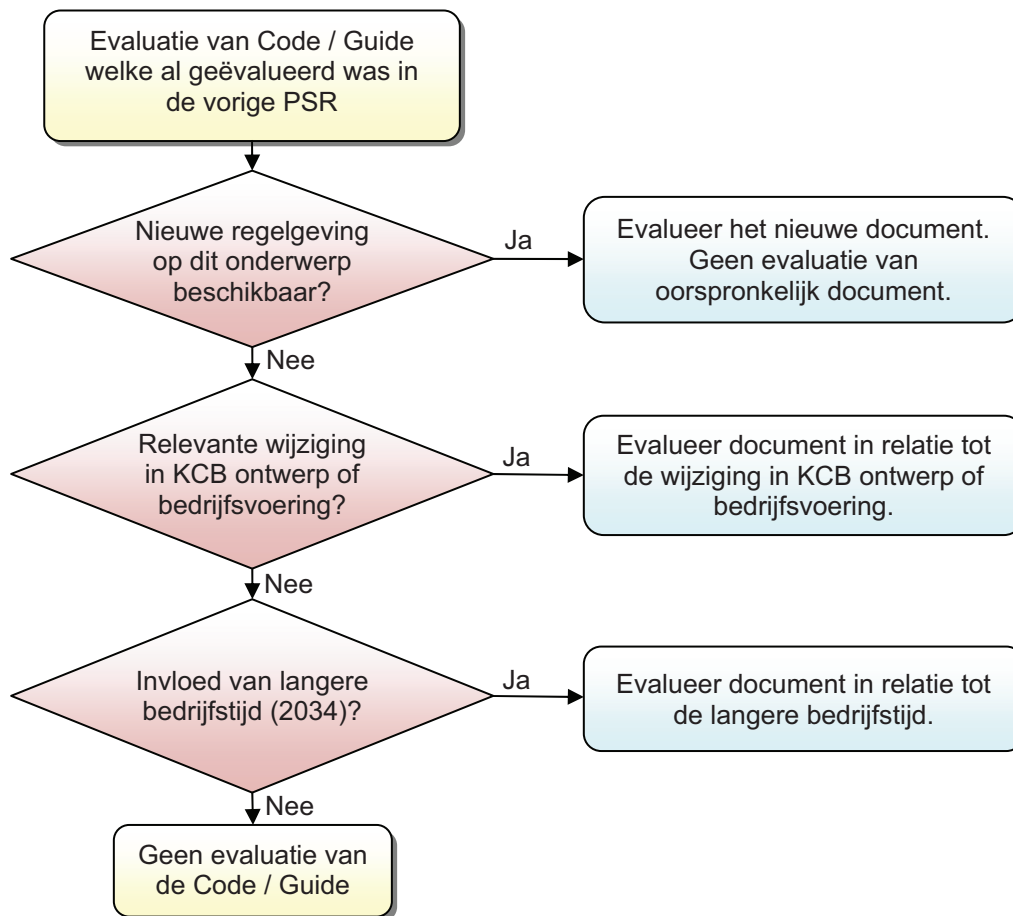 Evaluatie van Code / Guide
welke al geëvalueerd was in
de vorige PSR
Nieuwe regelgeving
op dit onderwerp
beschikbaar?
Ja
Evalueer het nieuwe document.
Geen evaluatie van
oorspronkelijk document.
Nee
Relevante wijziging
in KCB ontwerp of
bedrijfsvoering?
Ja
Evalueer document in relatie tot
de wijziging in KCB ontwerp of
bedrijfsvoering.
Nee
Invloed van langere
bedrijfstijd (2034)?
Ja
Evalueer document in relatie tot
de langere bedrijfstijd.
Nee
Geen evaluatie van
de Code / Guide